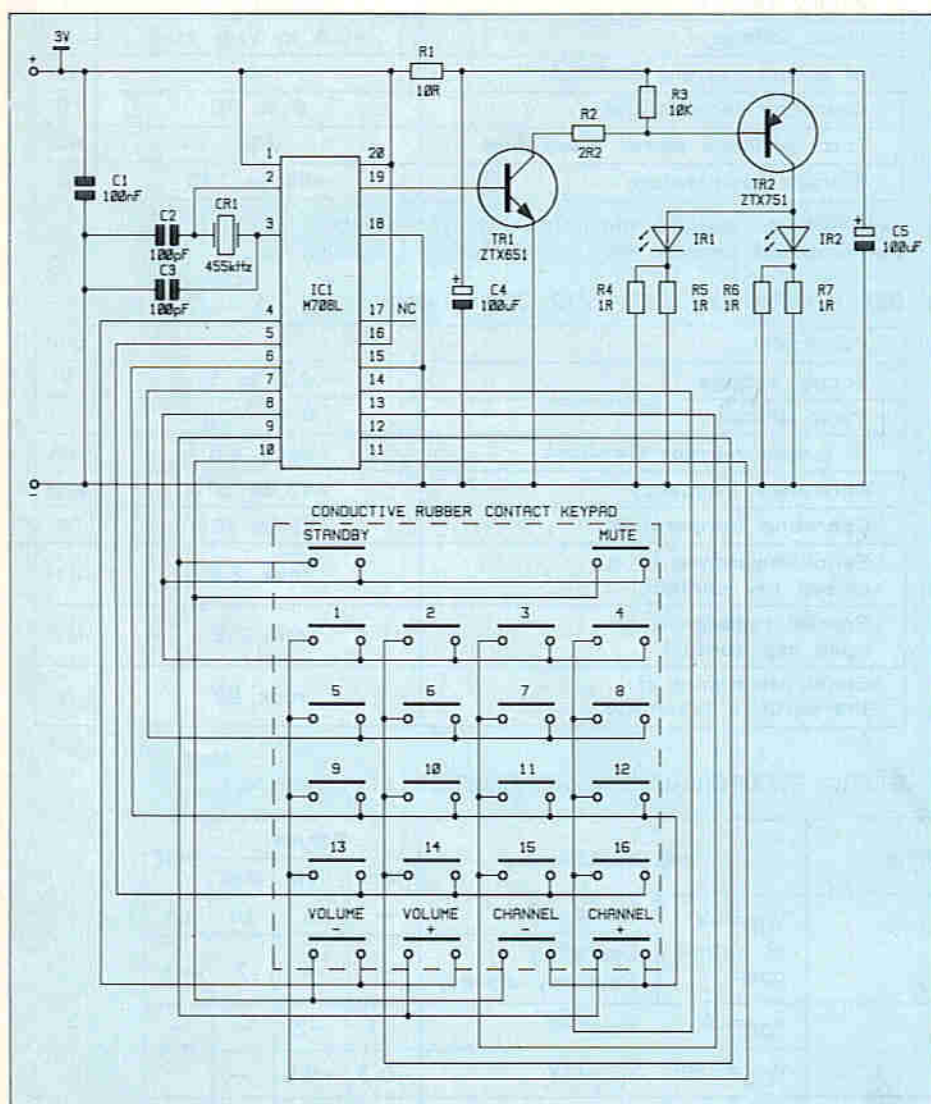 3V
+
R1
10R
R3
10K
R2
2R2
TR2
ZTX751
TR1
ZTX651
C1
100nF
C2
100pF
CR1
455kHz
C3
100pF
1
2
3
4
5
6
7
8
9
10
IC1
M708L
20
19
18
17 NC
16
15
14
13
12
11
+
C4
100uF
IR1
IR2
R4
1R
R5
1R
R6
1R
R7
1R
+
C5
100uF
-
CONDUCTIVE RUBBER CONTACT KEYPAD
STANDBY MUTE
1 2 3 4
5 6 7 8
9 10 11 12
13 14 15 16
VOLUME VOLUME CHANNEL CHANNEL
- + - +